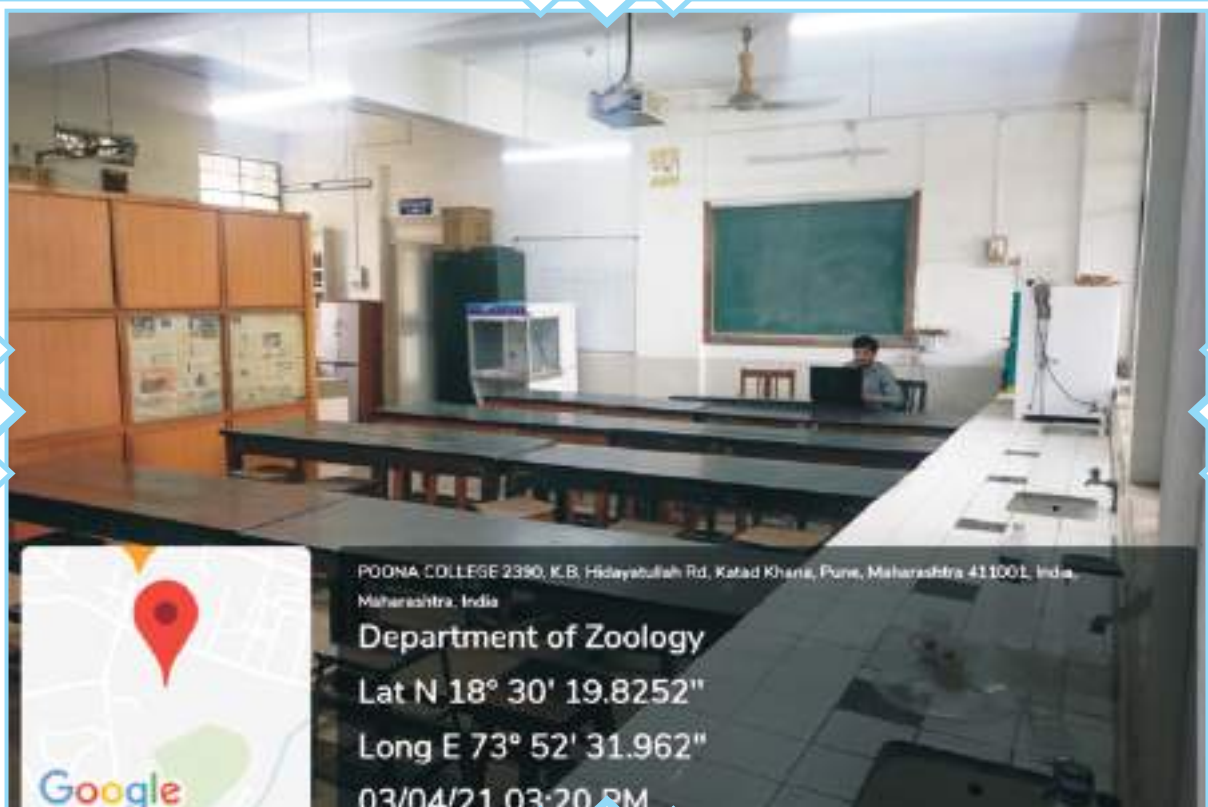 POONA COLLEGE 2390, K.B. Hidayatullah Rd, Katad Khana, Pune, Maharashtra 411001, India,
Maharashtra, India
Department of Zoology
Lat N 18° 30' 19.8252"
Long E 73° 52' 31.962"
03/04/21 03:20 PM
Google